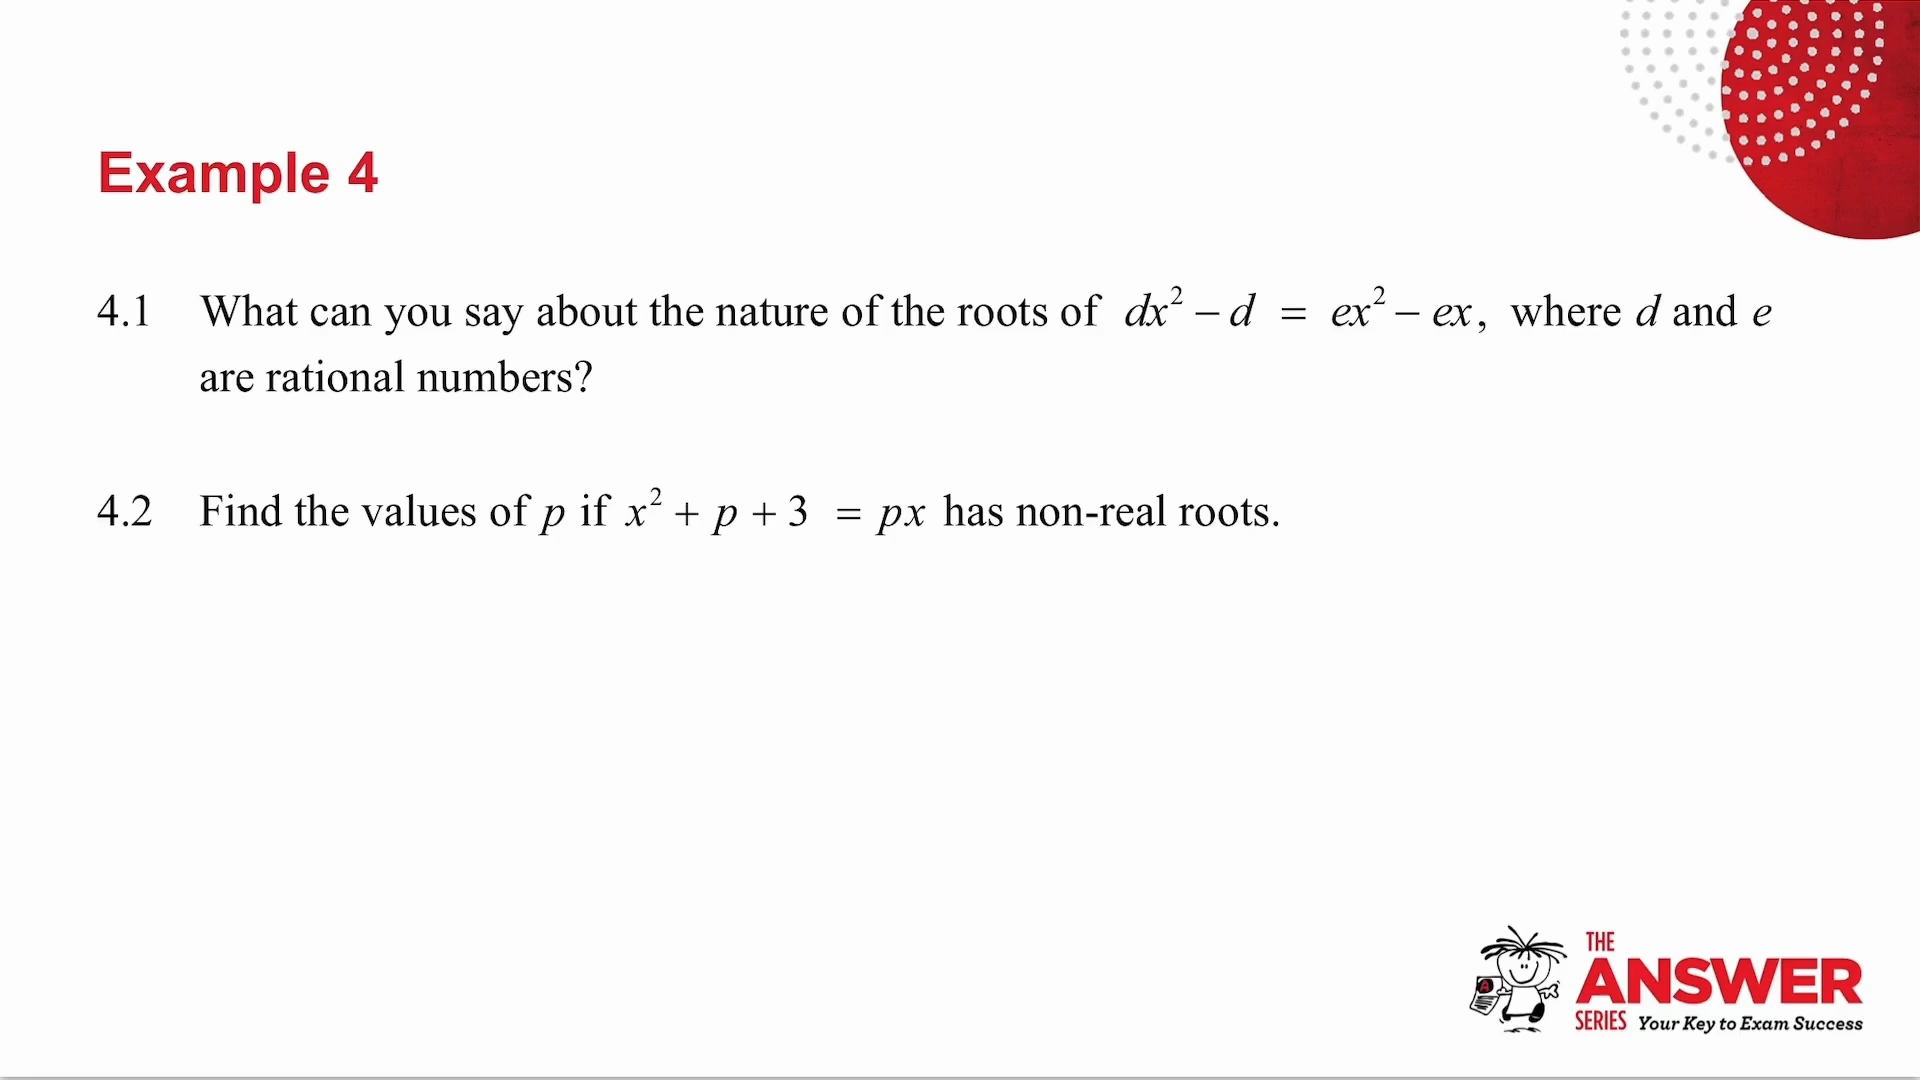 Example 4
4.1 What can you say about the nature of the roots of dx² – d = ex² – ex, where d and e
are rational numbers?
4.2 Find the values of p if x² + p + 3 = px has non-real roots.
A
THE
ANSWER
SERIES Your Key to Exam Success